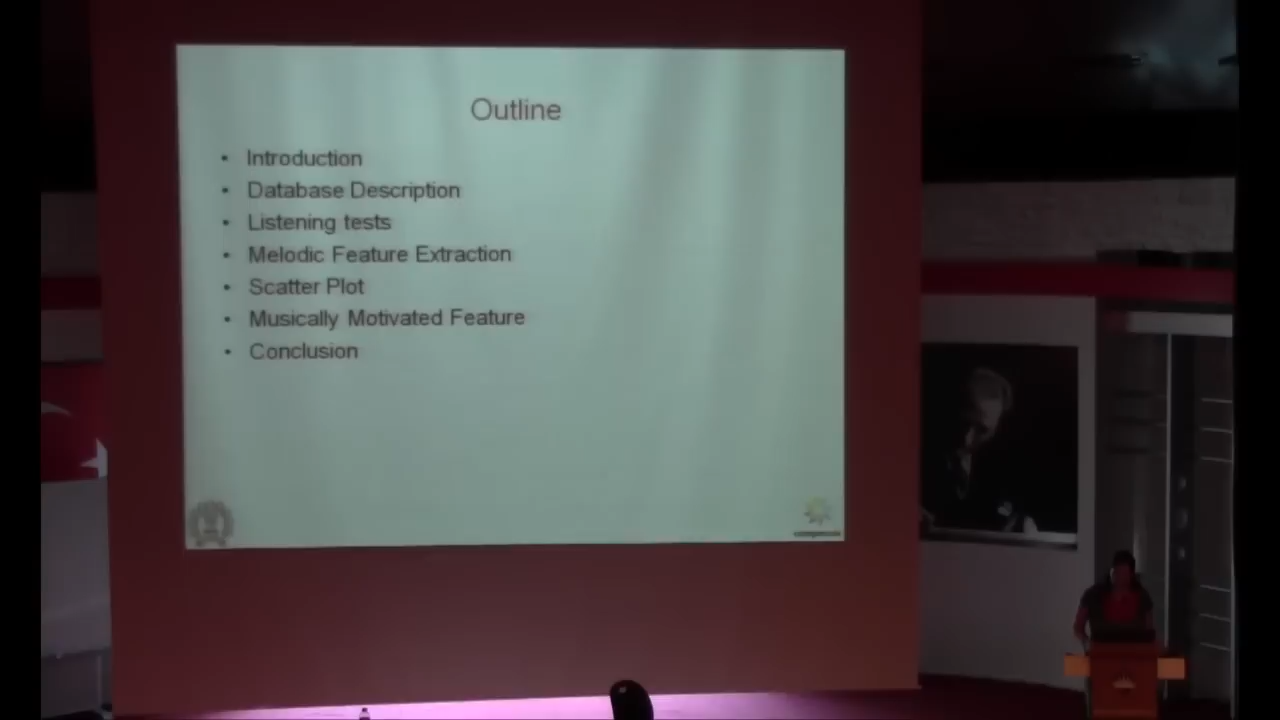 Outline
• Introduction
• Database Description
• Listening tests
• Melodic Feature Extraction
• Scatter Plot
• Musically Motivated Feature
• Conclusion